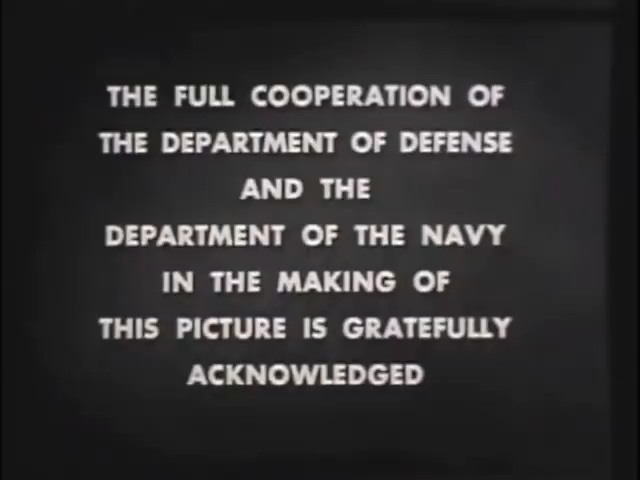 THE FULL COOPERATION OF
THE DEPARTMENT OF DEFENSE
AND THE
DEPARTMENT OF THE NAVY
IN THE MAKING OF
THIS PICTURE IS GRATEFULLY
ACKNOWLEDGED